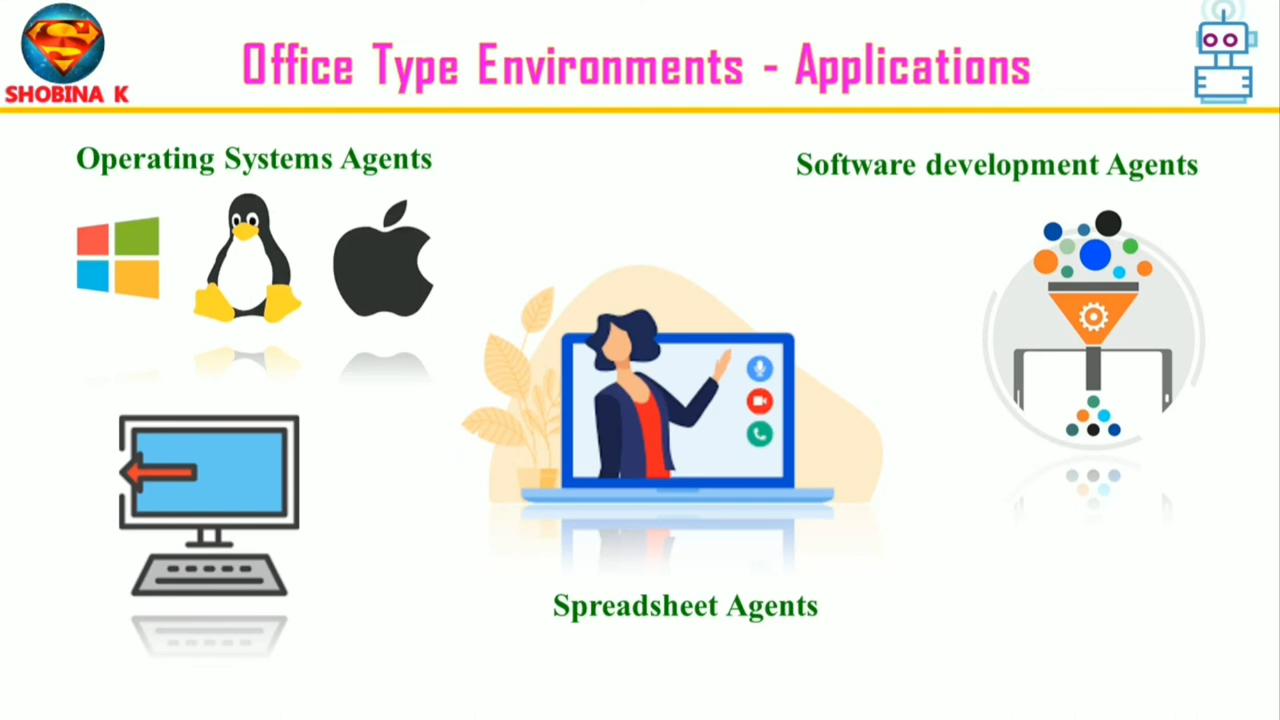 Office Type Environments - Applications
SHOBINA K
Operating Systems Agents
Software development Agents
Spreadsheet Agents